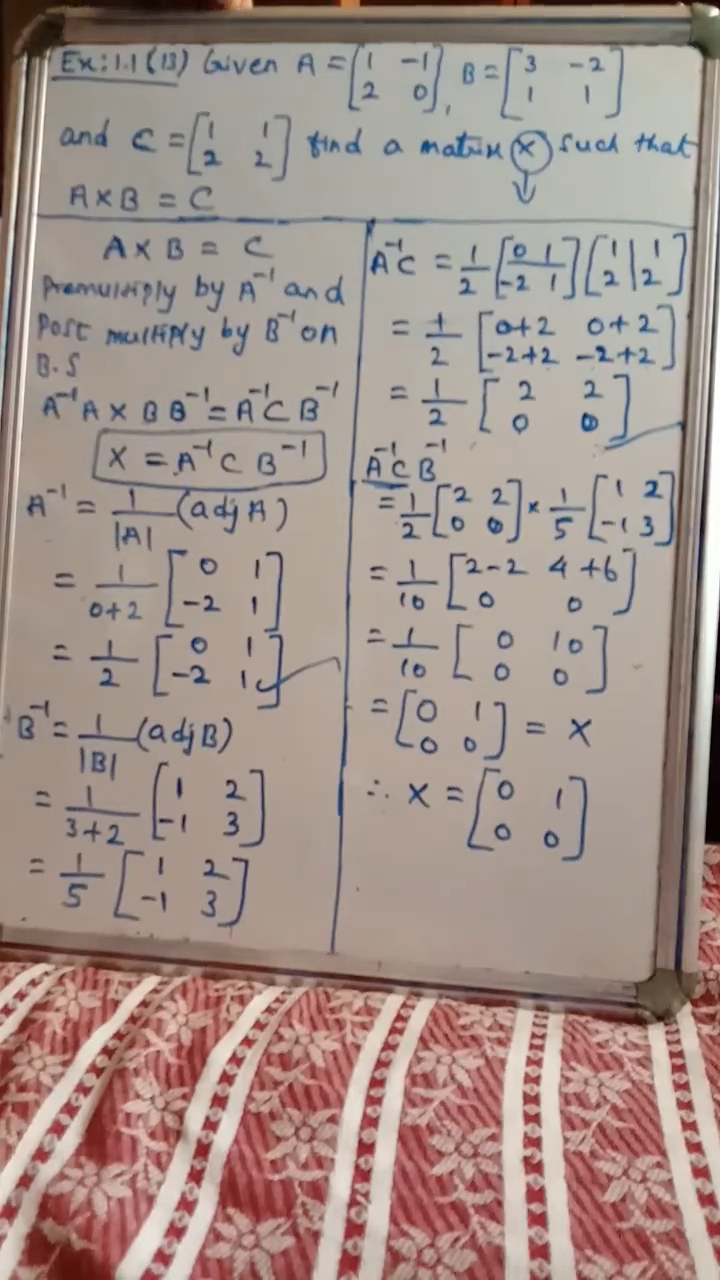 Ex: 1.1 (13) Given A = [1 -1 2 0], B = [3 -2 1 1]
and C = [1 1 2 2] find a matrix X such that
A X B = C
A X B = C
Premultiply by A⁻¹ and
Post multiply by B⁻¹ on
B.S
A⁻¹A X B B⁻¹ = A⁻¹C B⁻¹
X = A⁻¹ C B⁻¹
A⁻¹ = 1/|A| (adj A)
= 1/(0+2) [0 1 -2 1]
= 1/2 [0 1 -2 1]
B⁻¹ = 1/|B| (adj B)
= 1/(3+2) [1 2 -1 3]
= 1/5 [1 2 -1 3]
A⁻¹C = 1/2 [0 1 -2 1] [1 1 2 2]
= 1/2 [0+2 0+2 -2+2 -2+2]
= 1/2 [2 2 0 0]
A⁻¹C B⁻¹
= 1/2 [2 2 0 0] × 1/5 [1 2 -1 3]
= 1/10 [2-2 4+6 0 0]
= 1/10 [0 10 0 0]
= [0 1 0 0] = X
∴ X = [0 1 0 0]